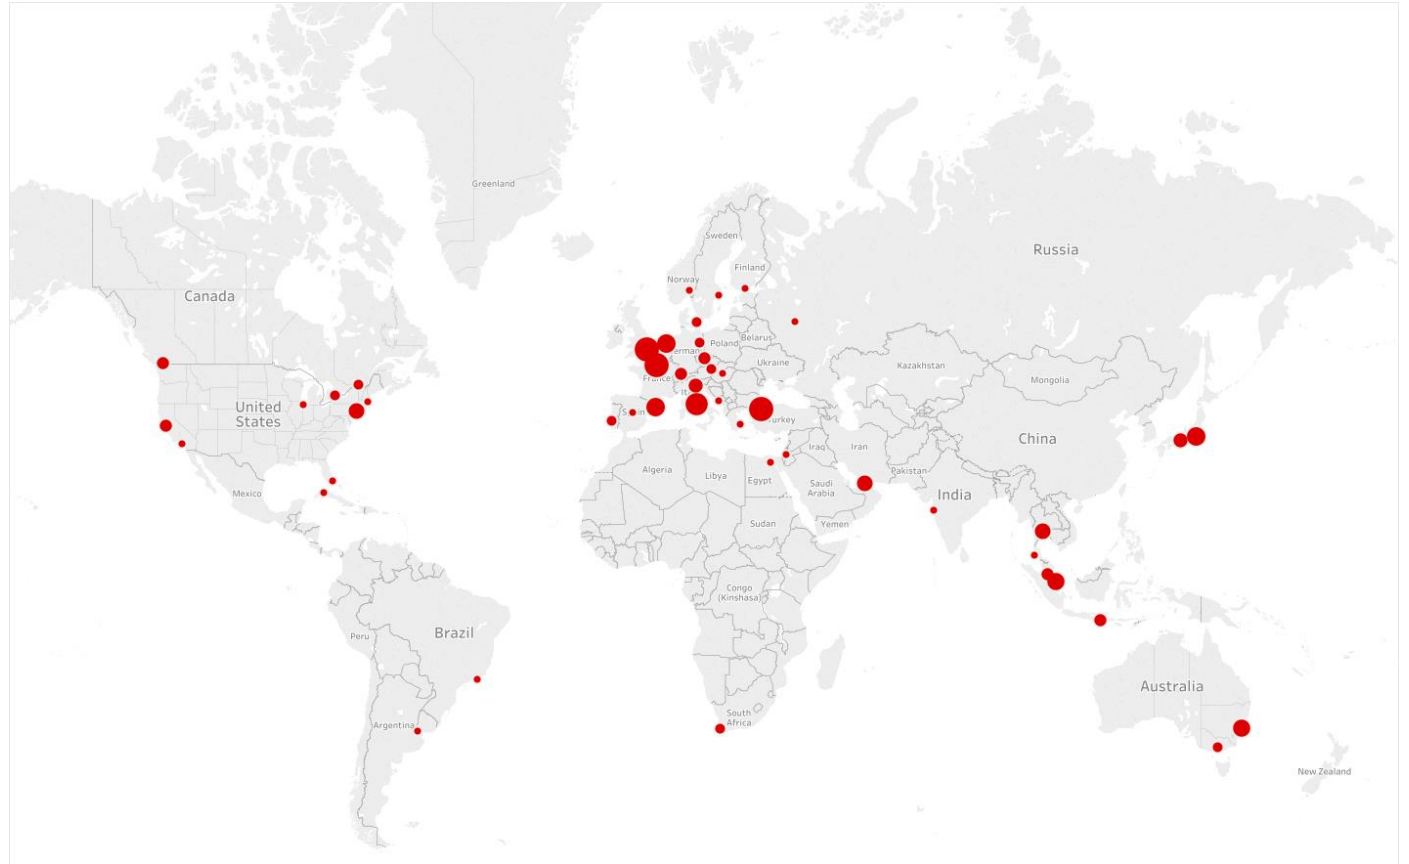 Greenland
Sweden
Russia
Finland
Norway
Canada
Poland
Belarus
Ukraine
Kazakhstan
France
Mongolia
United
States
Turkey
China
Iraq
Iran
Algeria
Libya
Egypt
Pakistan
Saudi
Arabia
India
Mexico
Sudan
Yemen
Congo
(Kinshasa)
Brazil
Peru
Australia
South
Africa
Argentina
New Zealand